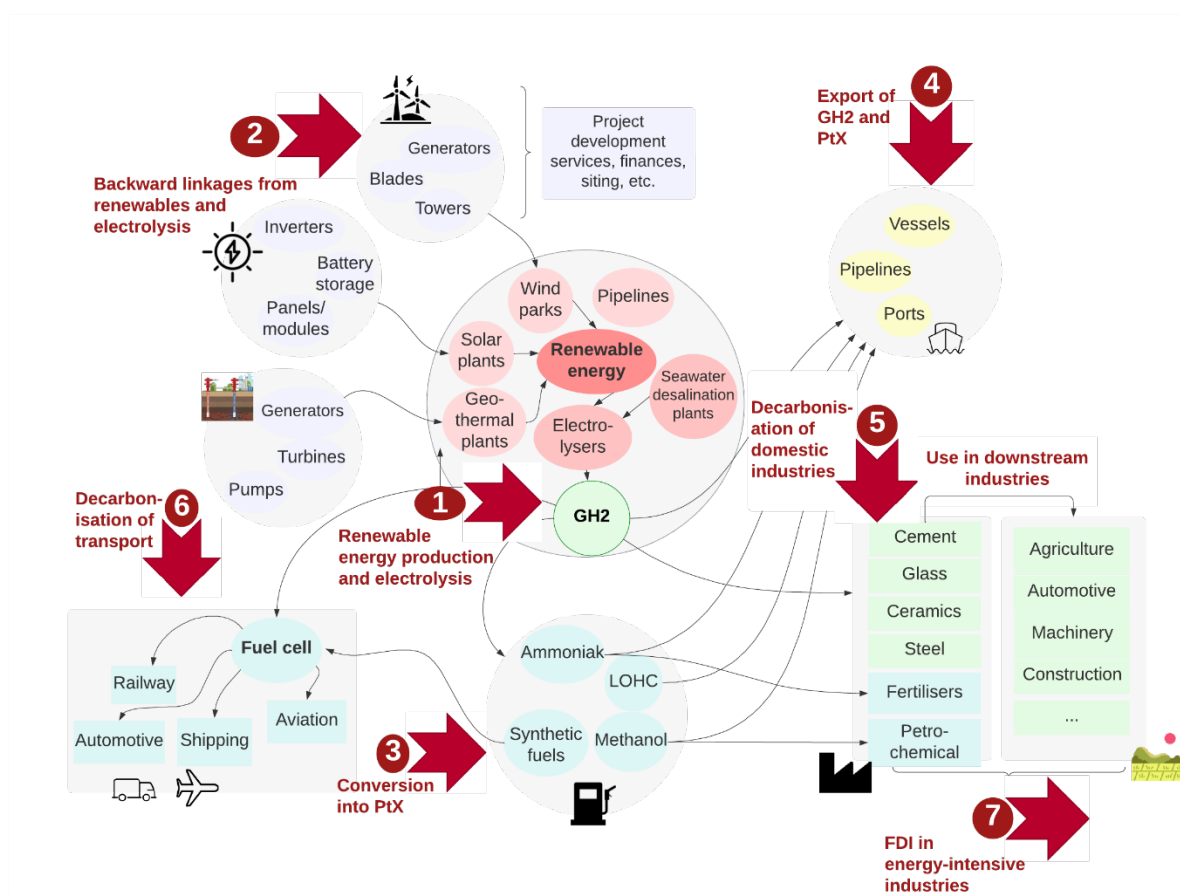 2
Backward linkages from
renewables and
electrolysis
Generators
Blades
Towers
Project
development
services, finances,
siting, etc.
4
Export of
GH2 and
PtX
Vessels
Pipelines
Ports
Inverters
Battery
storage
Panels/
modules
Generators
Turbines
Pumps
Wind
parks
Pipelines
Solar
plants
Renewable
energy
Seawater
desalination
plants
Geo-
thermal
plants
Electro-
lysers
GH2
1
Renewable
energy production
and electrolysis
5
Decarbonis-
ation of
domestic
industries
Use in downstream
industries
Cement
Glass
Ceramics
Steel
Fertilisers
Petro-
chemical
Agriculture
Automotive
Machinery
Construction
...
6
Decarbon-
isation of
transport
Fuel cell
Railway
Automotive
Shipping
Aviation
3
Conversion
into PtX
Ammoniak
LOHC
Synthetic
fuels
Methanol
7
FDI in
energy-intensive
industries